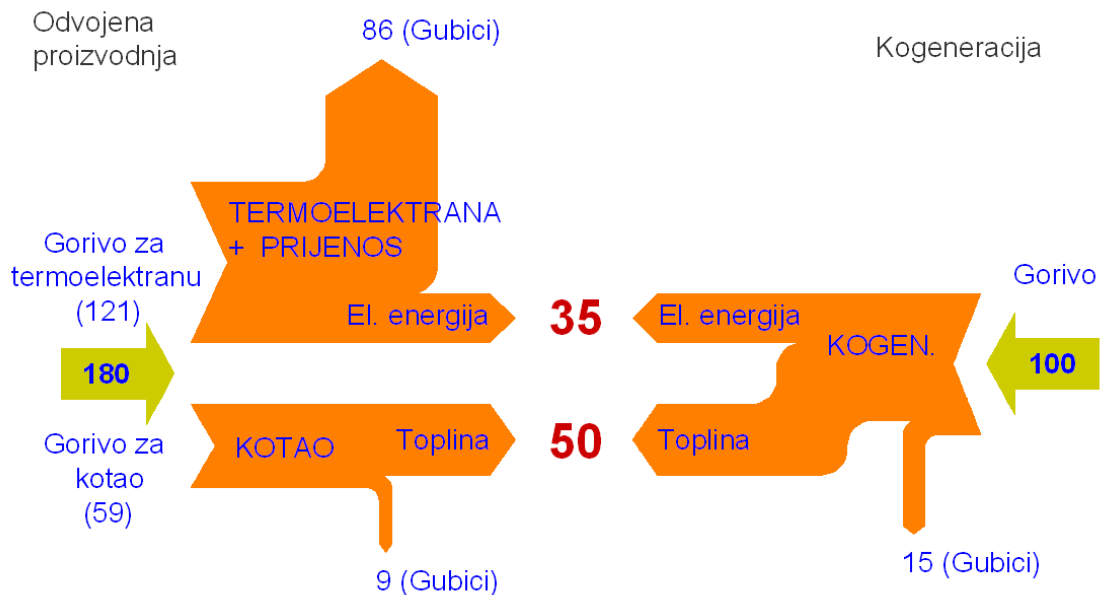 Odvojena
proizvodnja
86 (Gubici)
Kogeneracija
TERMOELEKTRANA
+ PRIJENOS
Gorivo za
termoelektranu
(121)
Gorivo
El. energija
35
El. energija
KOGEN.
180
100
Gorivo za
kotao
(59)
KOTAO
Toplina
50
Toplina
9 (Gubici)
15 (Gubici)